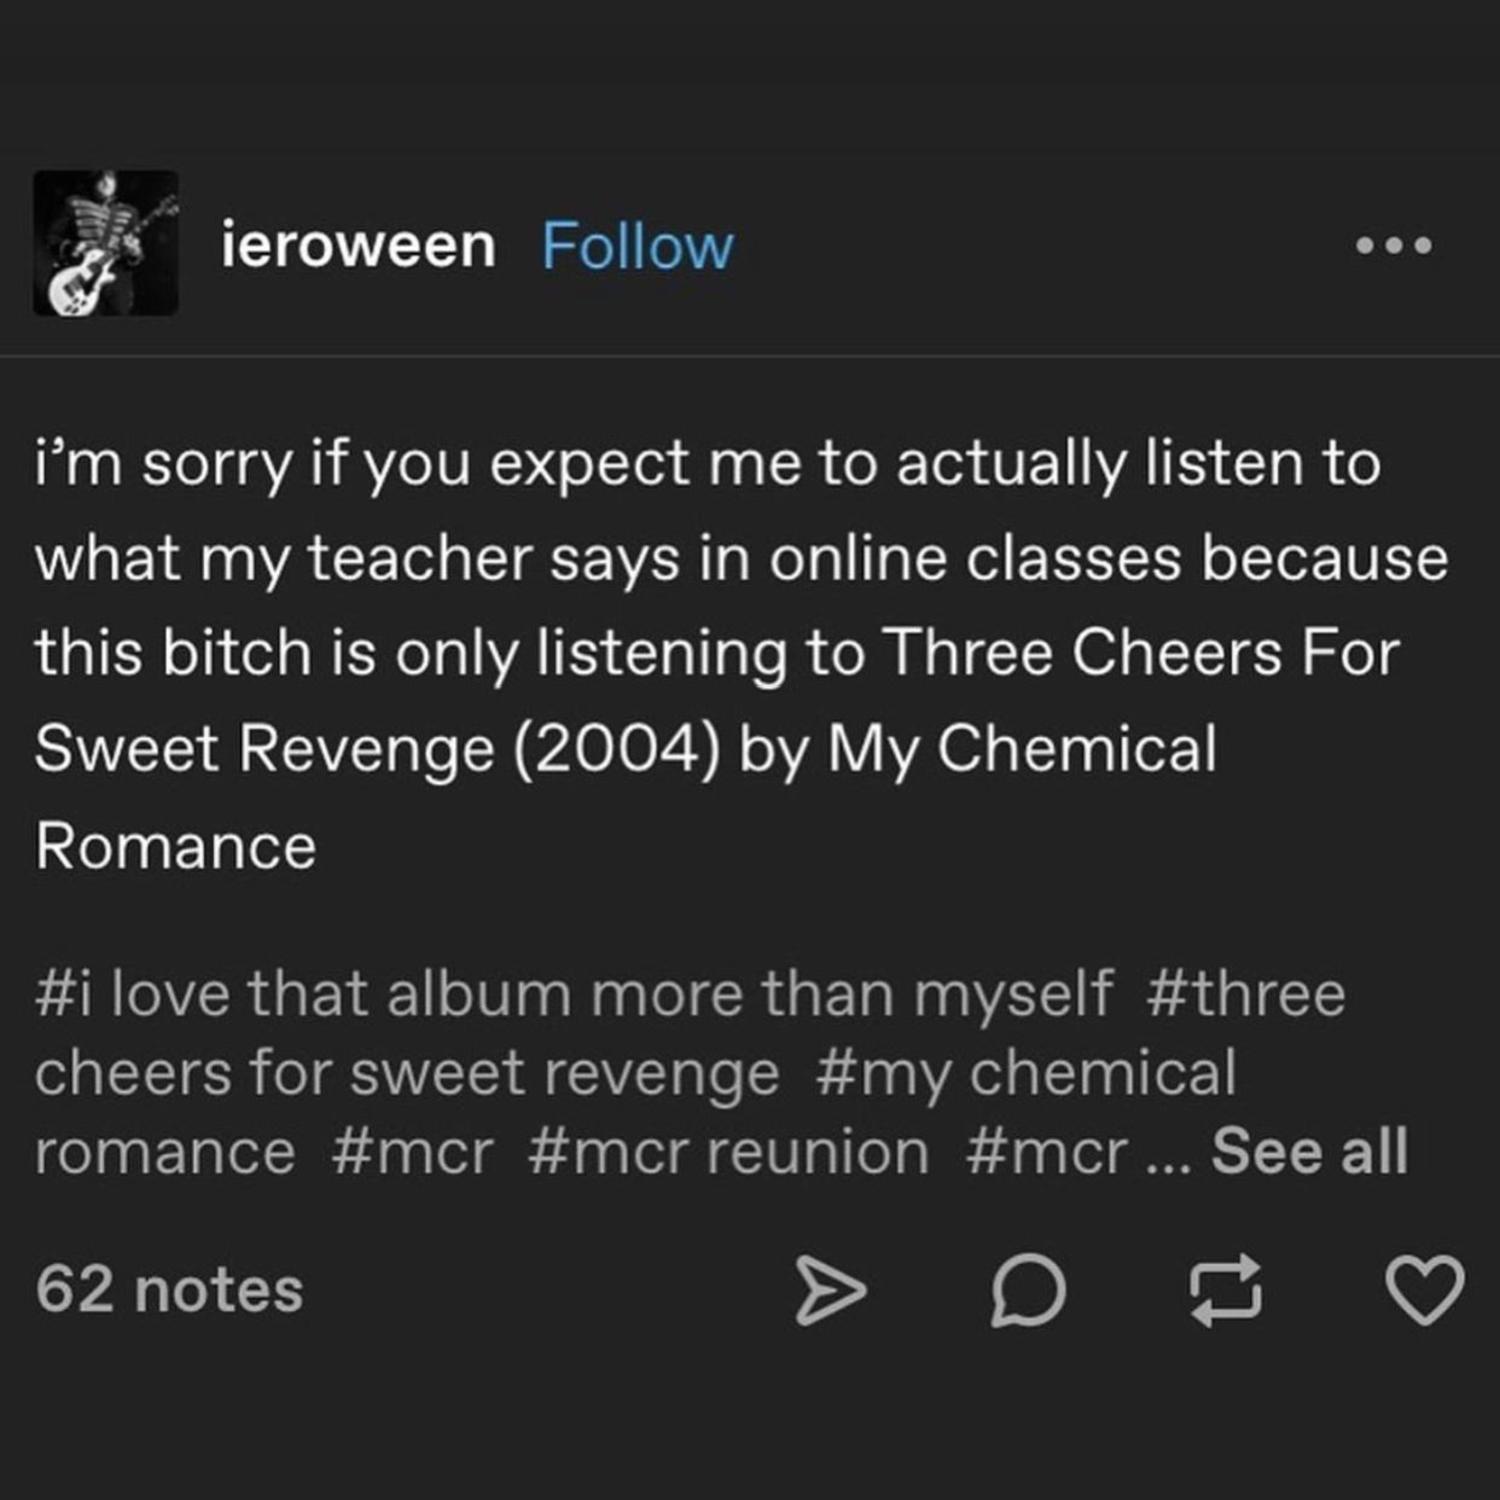 ieroween Follow
i’m sorry if you expect me to actually listen to
what my teacher says in online classes because
this bitch is only listening to Three Cheers For
Sweet Revenge (2004) by My Chemical
Romance
#i love that album more than myself #three
cheers for sweet revenge #my chemical
romance #mcr #mcr reunion #mcr ... See all
62 notes